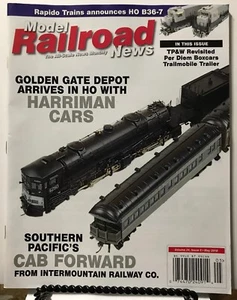 Rapido Trains announces HO B36-7
Model
Railroad
News
The All-Scale News Monthly
IN THIS ISSUE
TP&W Revisited
Per Diem Boxcars
Trailmobile Trailer
GOLDEN GATE DEPOT
ARRIVES IN HO WITH
HARRIMAN
CARS
SOUTHERN
PACIFIC'S
CAB FORWARD
FROM INTERMOUNTAIN RAILWAY CO.